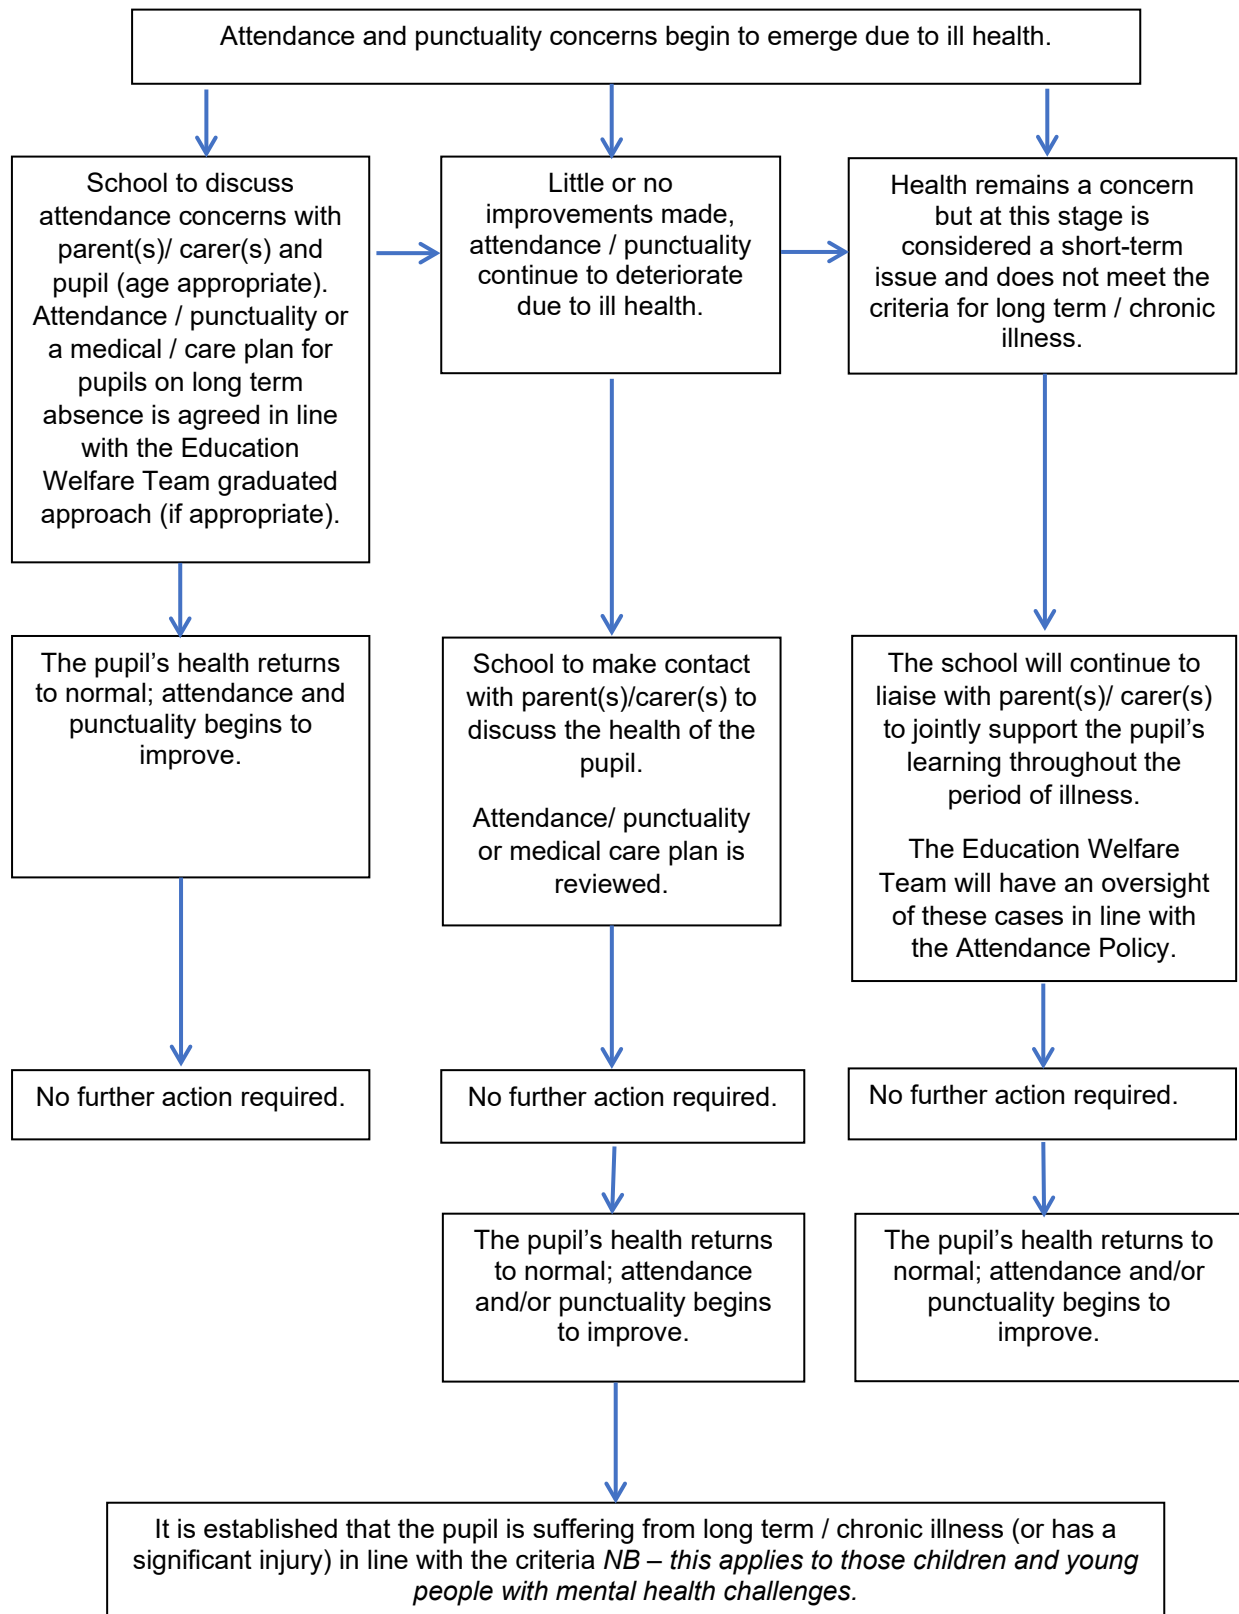 Attendance and punctuality concerns begin to emerge due to ill health.
School to discuss
attendance concerns with
parent(s)/ carer(s) and
pupil (age appropriate).
Attendance / punctuality or
a medical / care plan for
pupils on long term
absence is agreed in line
with the Education
Welfare Team graduated
approach (if appropriate).
Little or no
improvements made,
attendance / punctuality
continue to deteriorate
due to ill health.
Health remains a concern
but at this stage is
considered a short-term
issue and does not meet the
criteria for long term / chronic
illness.
The pupil’s health returns
to normal; attendance and
punctuality begins to
improve.
School to make contact
with parent(s)/carer(s) to
discuss the health of the
pupil.
Attendance/ punctuality
or medical care plan is
reviewed.
The school will continue to
liaise with parent(s)/ carer(s)
to jointly support the pupil’s
learning throughout the
period of illness.
The Education Welfare
Team will have an oversight
of these cases in line with
the Attendance Policy.
No further action required.
No further action required.
No further action required.
The pupil’s health returns
to normal; attendance
and/or punctuality begins
to improve.
The pupil’s health returns to
normal; attendance and/or
punctuality begins to
improve.
It is established that the pupil is suffering from long term / chronic illness (or has a
significant injury) in line with the criteria NB – this applies to those children and young
people with mental health challenges.